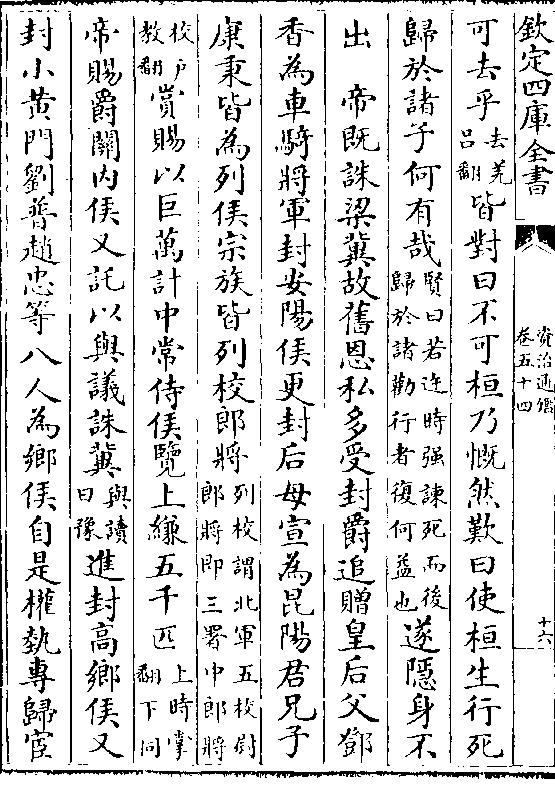 欽定四庫全書
資治通鑑
卷五十四
十六
可去乎去羌吕翻皆對曰不可桓乃慨然歎曰使桓生行死
歸於諸子何有哉賢曰若迕時强諫死而後歸於諸勸行者復何益也遂隱身不
出　帝既誅梁冀故舊恩私多受封爵追贈皇后父鄧
香為車騎將軍封安陽侯更封后母宣為昆陽君兄子
康秉皆為列侯宗族皆列校郎將列校謂北軍五校尉郎將即三署中郎將
校户教翻賞賜以巨萬計中常侍侯覽上縑五千匹上時掌翻下同
帝賜爵關内侯又託以與議誅冀與讀曰豫進封高鄉侯又
封小黄門劉普趙忠等八人為鄉侯自是權埶專歸宦